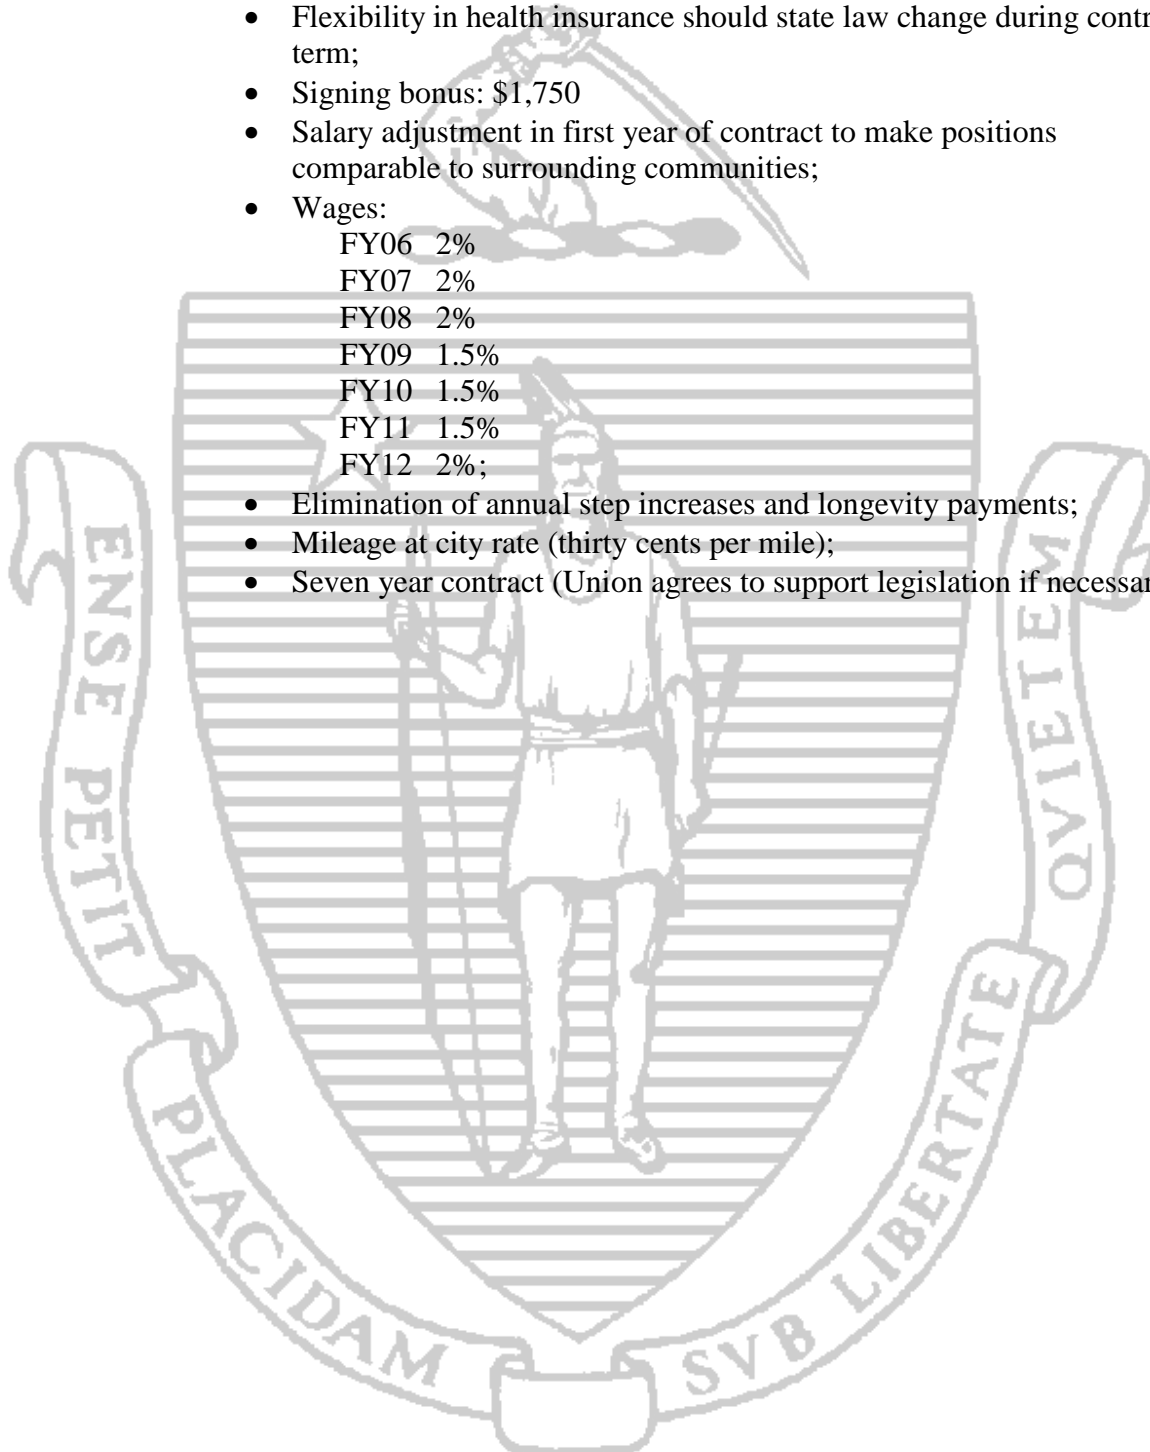 • Flexibility in health insurance should state law change during contr
term;
• Signing bonus: $1,750
• Salary adjustment in first year of contract to make positions
comparable to surrounding communities;
• Wages:
FY06 2%
FY07 2%
FY08 2%
FY09 1.5%
FY10 1.5%
FY11 1.5%
FY12 2%;
• Elimination of annual step increases and longevity payments;
• Mileage at city rate (thirty cents per mile);
• Seven year contract (Union agrees to support legislation if necessar
ENSE PETIT
PLACIDAM
SVB LIBERTATE
QVIETEM